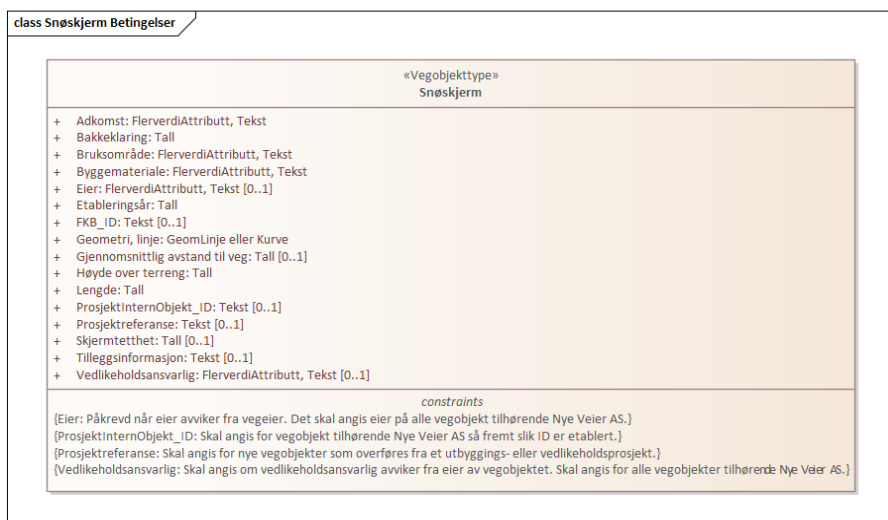 class Snøskjerm Betingelser
«Vegobjekttype»
Snøskjerm
+ Adkomst: FlerverdiAttributt, Tekst
+ Bakkeklaring: Tall
+ Bruksområde: FlerverdiAttributt, Tekst
+ Byggemateriale: FlerverdiAttributt, Tekst
+ Eier: FlerverdiAttributt, Tekst [0..1]
+ Etableringsår: Tall
+ FKB_ID: Tekst [0..1]
+ Geometri, linje: GeomLinje eller Kurve
+ Gjennomsnittlig avstand til veg: Tall [0..1]
+ Høyde over terreng: Tall
+ Lengde: Tall
+ ProsjektInternObjekt_ID: Tekst [0..1]
+ Prosjektreferanse: Tekst [0..1]
+ Skjermtetthet: Tall [0..1]
+ Tilleggsinformasjon: Tekst [0..1]
+ Vedlikeholdsansvarlig: FlerverdiAttributt, Tekst [0..1]
constraints
{Eier: Påkrevd når eier avviker fra vegeier. Det skal angis eier på alle vegobjekt tilhørende Nye Veier AS.}
{ProsjektInternObjekt_ID: Skal angis for vegobjekt tilhørende Nye Veier AS så fremt slik ID er etablert.}
{Prosjektreferanse: Skal angis for nye vegobjekter som overføres fra et utbyggings- eller vedlikeholdsprosjekt.}
{Vedlikeholdsansvarlig: Skal angis om vedlikeholdsansvarlig avviker fra eier av vegobjektet. Skal angis for alle vegobjekter tilhørende Nye Veier AS.}